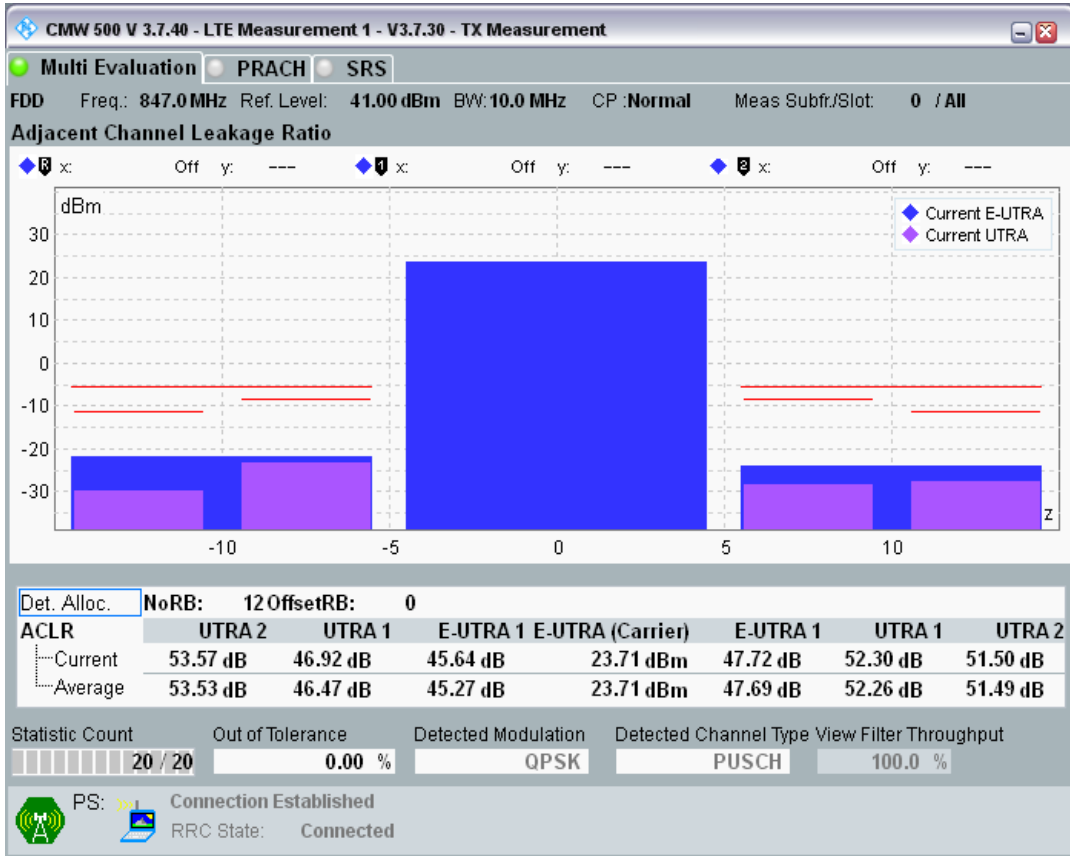 CMW 500 V 3.7.40 - LTE Measurement 1 - V3.7.30 - TX Measurement
Multi Evaluation PRACH SRS
FDD Freq.: 847.0 MHz Ref. Level: 41.00 dBm BW: 10.0 MHz CP :Normal Meas Subfr./Slot: 0 / All
Adjacent Channel Leakage Ratio
R x: Off y: --- 1 x: Off y: --- 2 x: Off y: ---
dBm
Current E-UTRA
Current UTRA
30
20
10
0
-10
-20
-30
z
-10 -5 0 5 10
Det. Alloc. NoRB: 12 OffsetRB: 0
ACLR UTRA 2 UTRA 1 E-UTRA 1 E-UTRA (Carrier) E-UTRA 1 UTRA 1 UTRA 2
Current 53.57 dB 46.92 dB 45.64 dB 23.71 dBm 47.72 dB 52.30 dB 51.50 dB
Average 53.53 dB 46.47 dB 45.27 dB 23.71 dBm 47.69 dB 52.26 dB 51.49 dB
Statistic Count Out of Tolerance Detected Modulation Detected Channel Type View Filter Throughput
20 / 20 0.00 % QPSK PUSCH 100.0 %
PS: Connection Established
RRC State: Connected